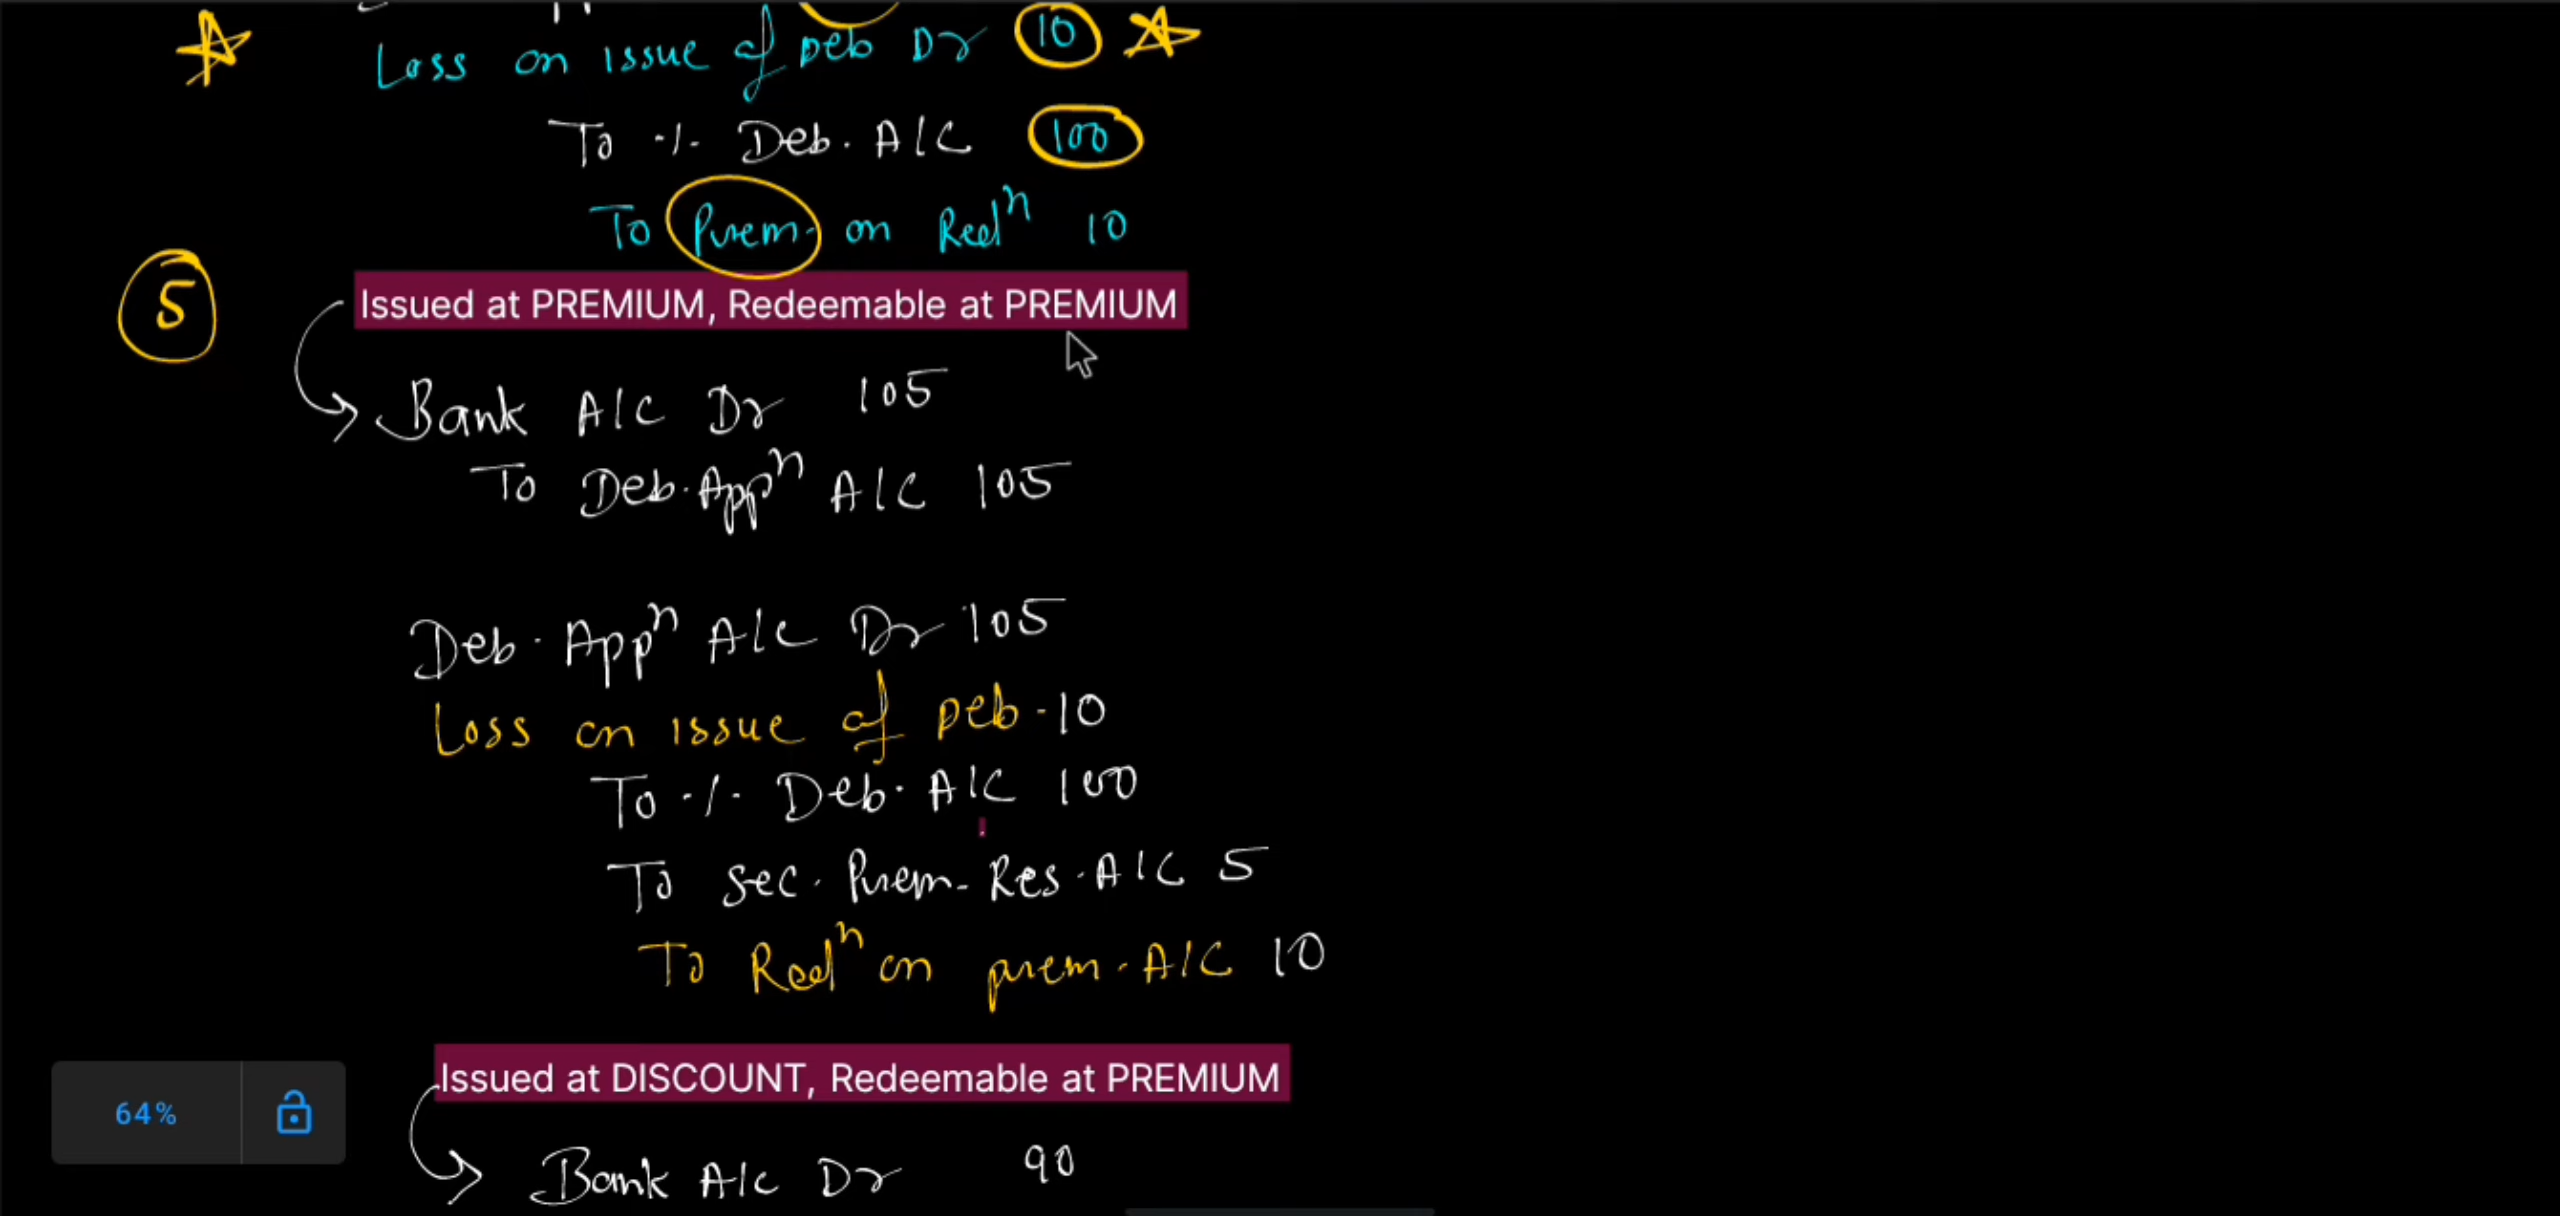 Loss on issue of Deb Dr 10
To ·/· Deb. A/C 100
To Prem. on Redⁿ 10
5
Issued at PREMIUM, Redeemable at PREMIUM
Bank A/C Dr 105
To Deb. Appⁿ A/C 105
Deb. Appⁿ A/C Dr 105
Loss on issue of Deb. 10
To ·/· Deb. A/C 100
To Sec. Prem. Res. A/C 5
To Redⁿ on prem. A/C 10
Issued at DISCOUNT, Redeemable at PREMIUM
64%
Bank A/C Dr 90